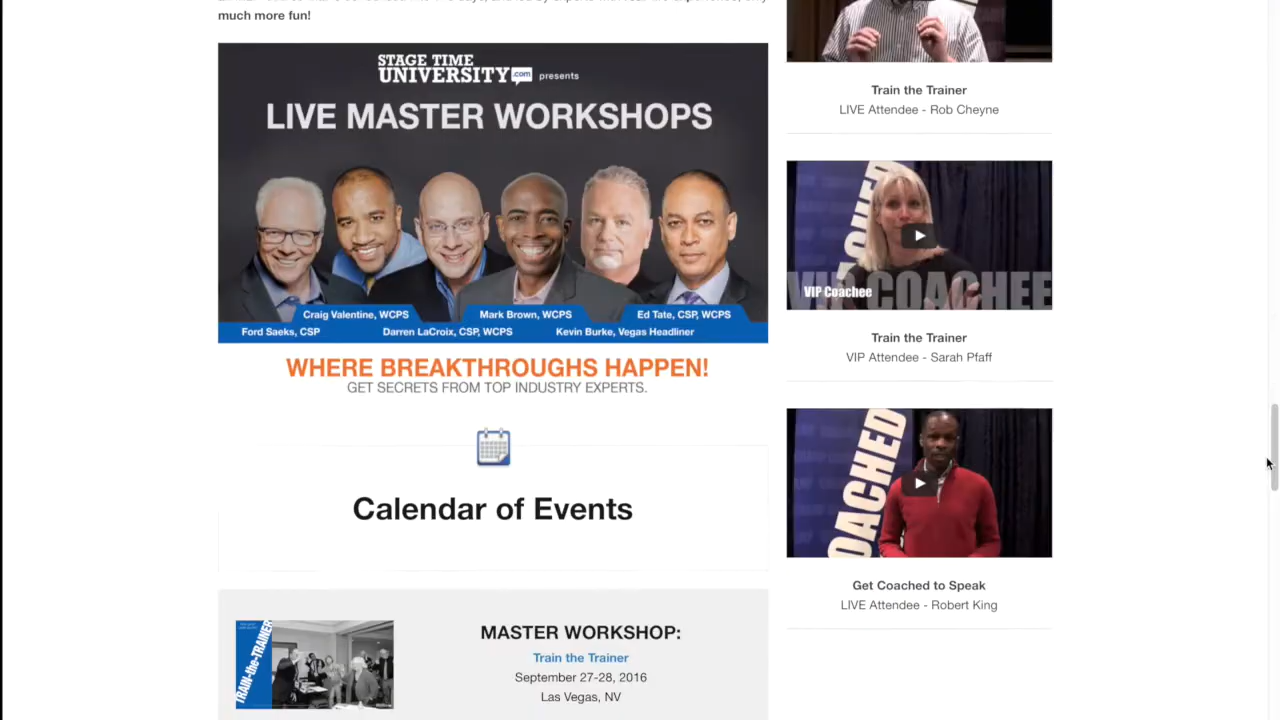 much more fun!
STAGE TIME
UNIVERSITY.com presents
LIVE MASTER WORKSHOPS
Craig Valentine, WCPS
Mark Brown, WCPS
Ed Tate, CSP, WCPS
Ford Saeks, CSP
Darren LaCroix, CSP, WCPS
Kevin Burke, Vegas Headliner
WHERE BREAKTHROUGHS HAPPEN!
GET SECRETS FROM TOP INDUSTRY EXPERTS.
Calendar of Events
TRAIN-the-TRAINER
MASTER WORKSHOP:
Train the Trainer
September 27-28, 2016
Las Vegas, NV
Train the Trainer
LIVE Attendee - Rob Cheyne
VIP COACHEE
VIP Coachee
Train the Trainer
VIP Attendee - Sarah Pfaff
OACHED
Get Coached to Speak
LIVE Attendee - Robert King